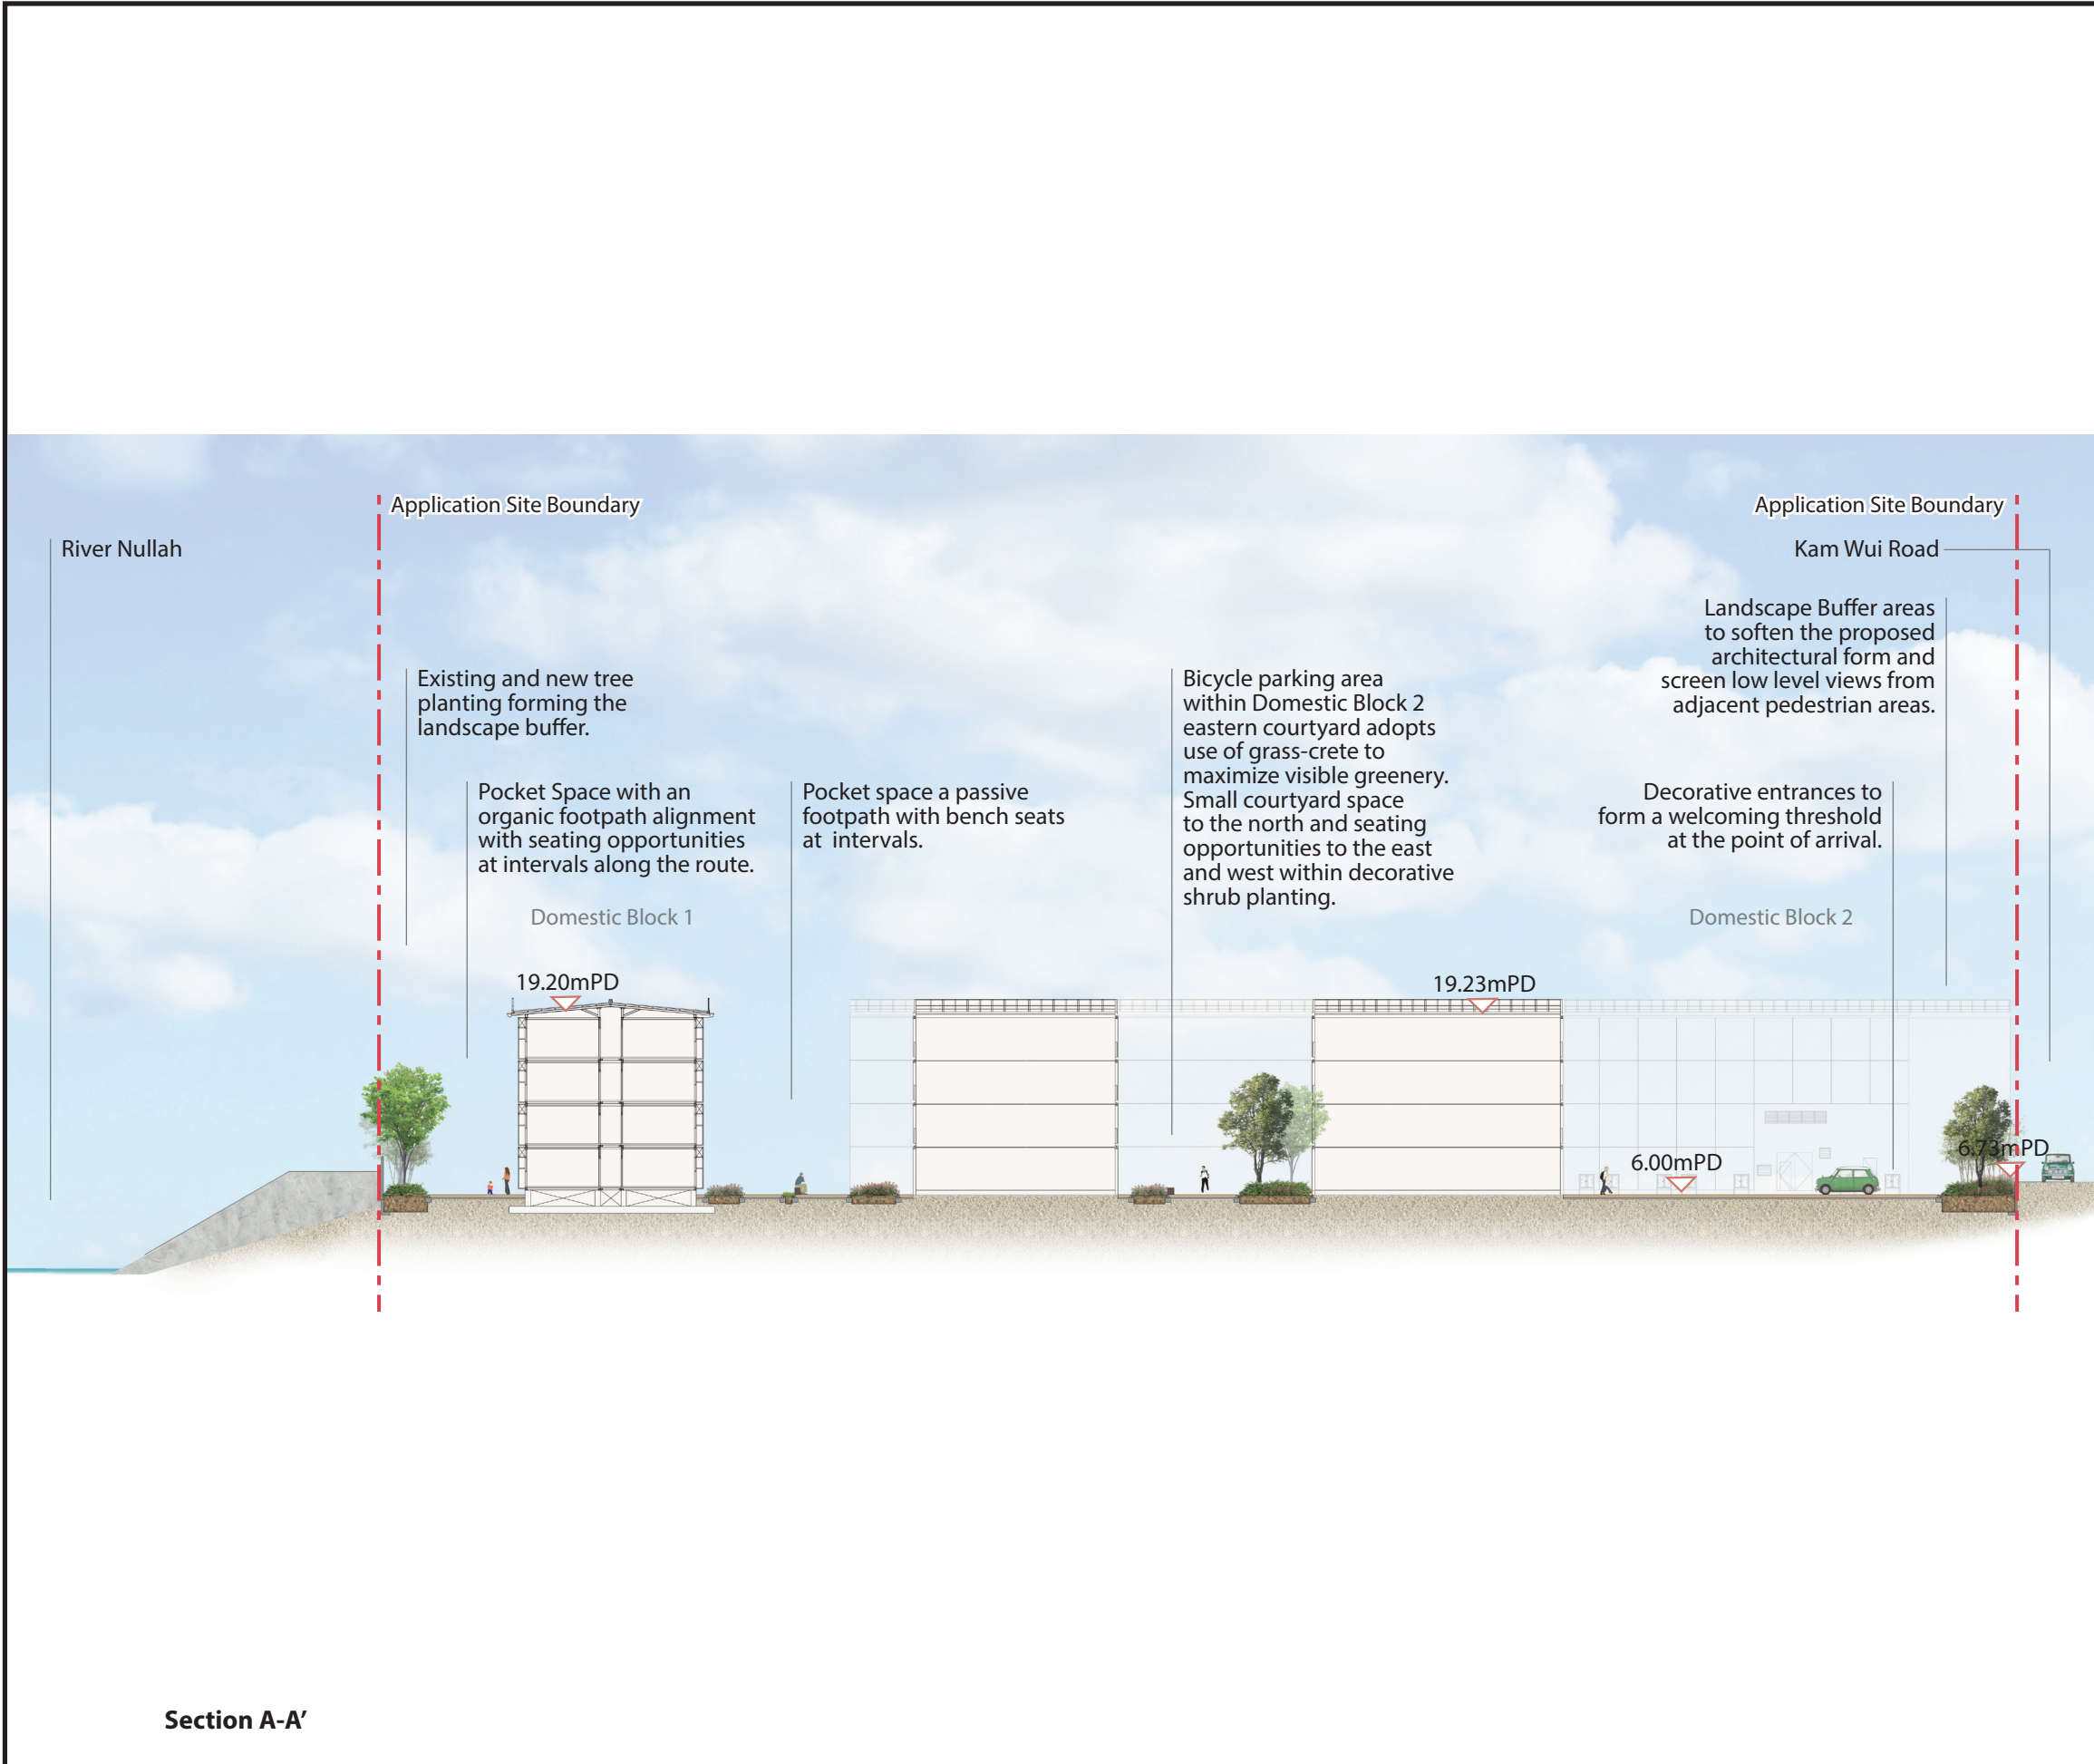 Application Site Boundary
Application Site Boundary
River Nullah
Kam Wui Road
Landscape Buffer areas
to soften the proposed
architectural form and
screen low level views from
adjacent pedestrian areas.
Existing and new tree
planting forming the
landscape buffer.
Bicycle parking area
within Domestic Block 2
eastern courtyard adopts
use of grass-crete to
maximize visible greenery.
Small courtyard space
to the north and seating
opportunities to the east
and west within decorative
shrub planting.
Pocket Space with an
organic footpath alignment
with seating opportunities
at intervals along the route.
Pocket space a passive
footpath with bench seats
at intervals.
Decorative entrances to
form a welcoming threshold
at the point of arrival.
Domestic Block 1
Domestic Block 2
19.20mPD
19.23mPD
6.00mPD
6.73mPD
Section A-A’